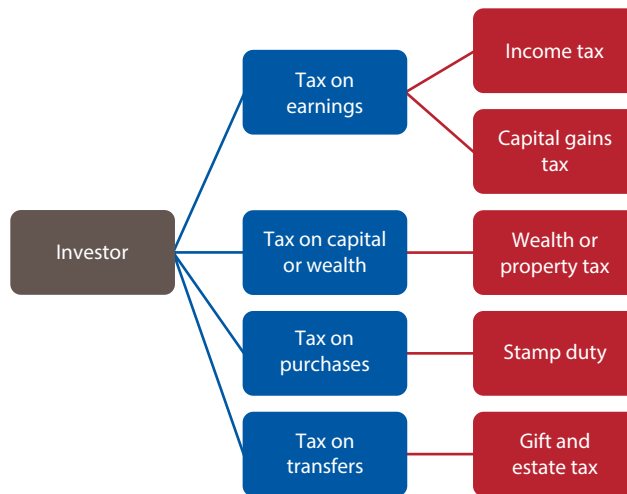 Investor
Tax on
earnings
Income tax
Capital gains
tax
Tax on capital
or wealth
Wealth or
property tax
Tax on
purchases
Stamp duty
Tax on
transfers
Gift and
estate tax